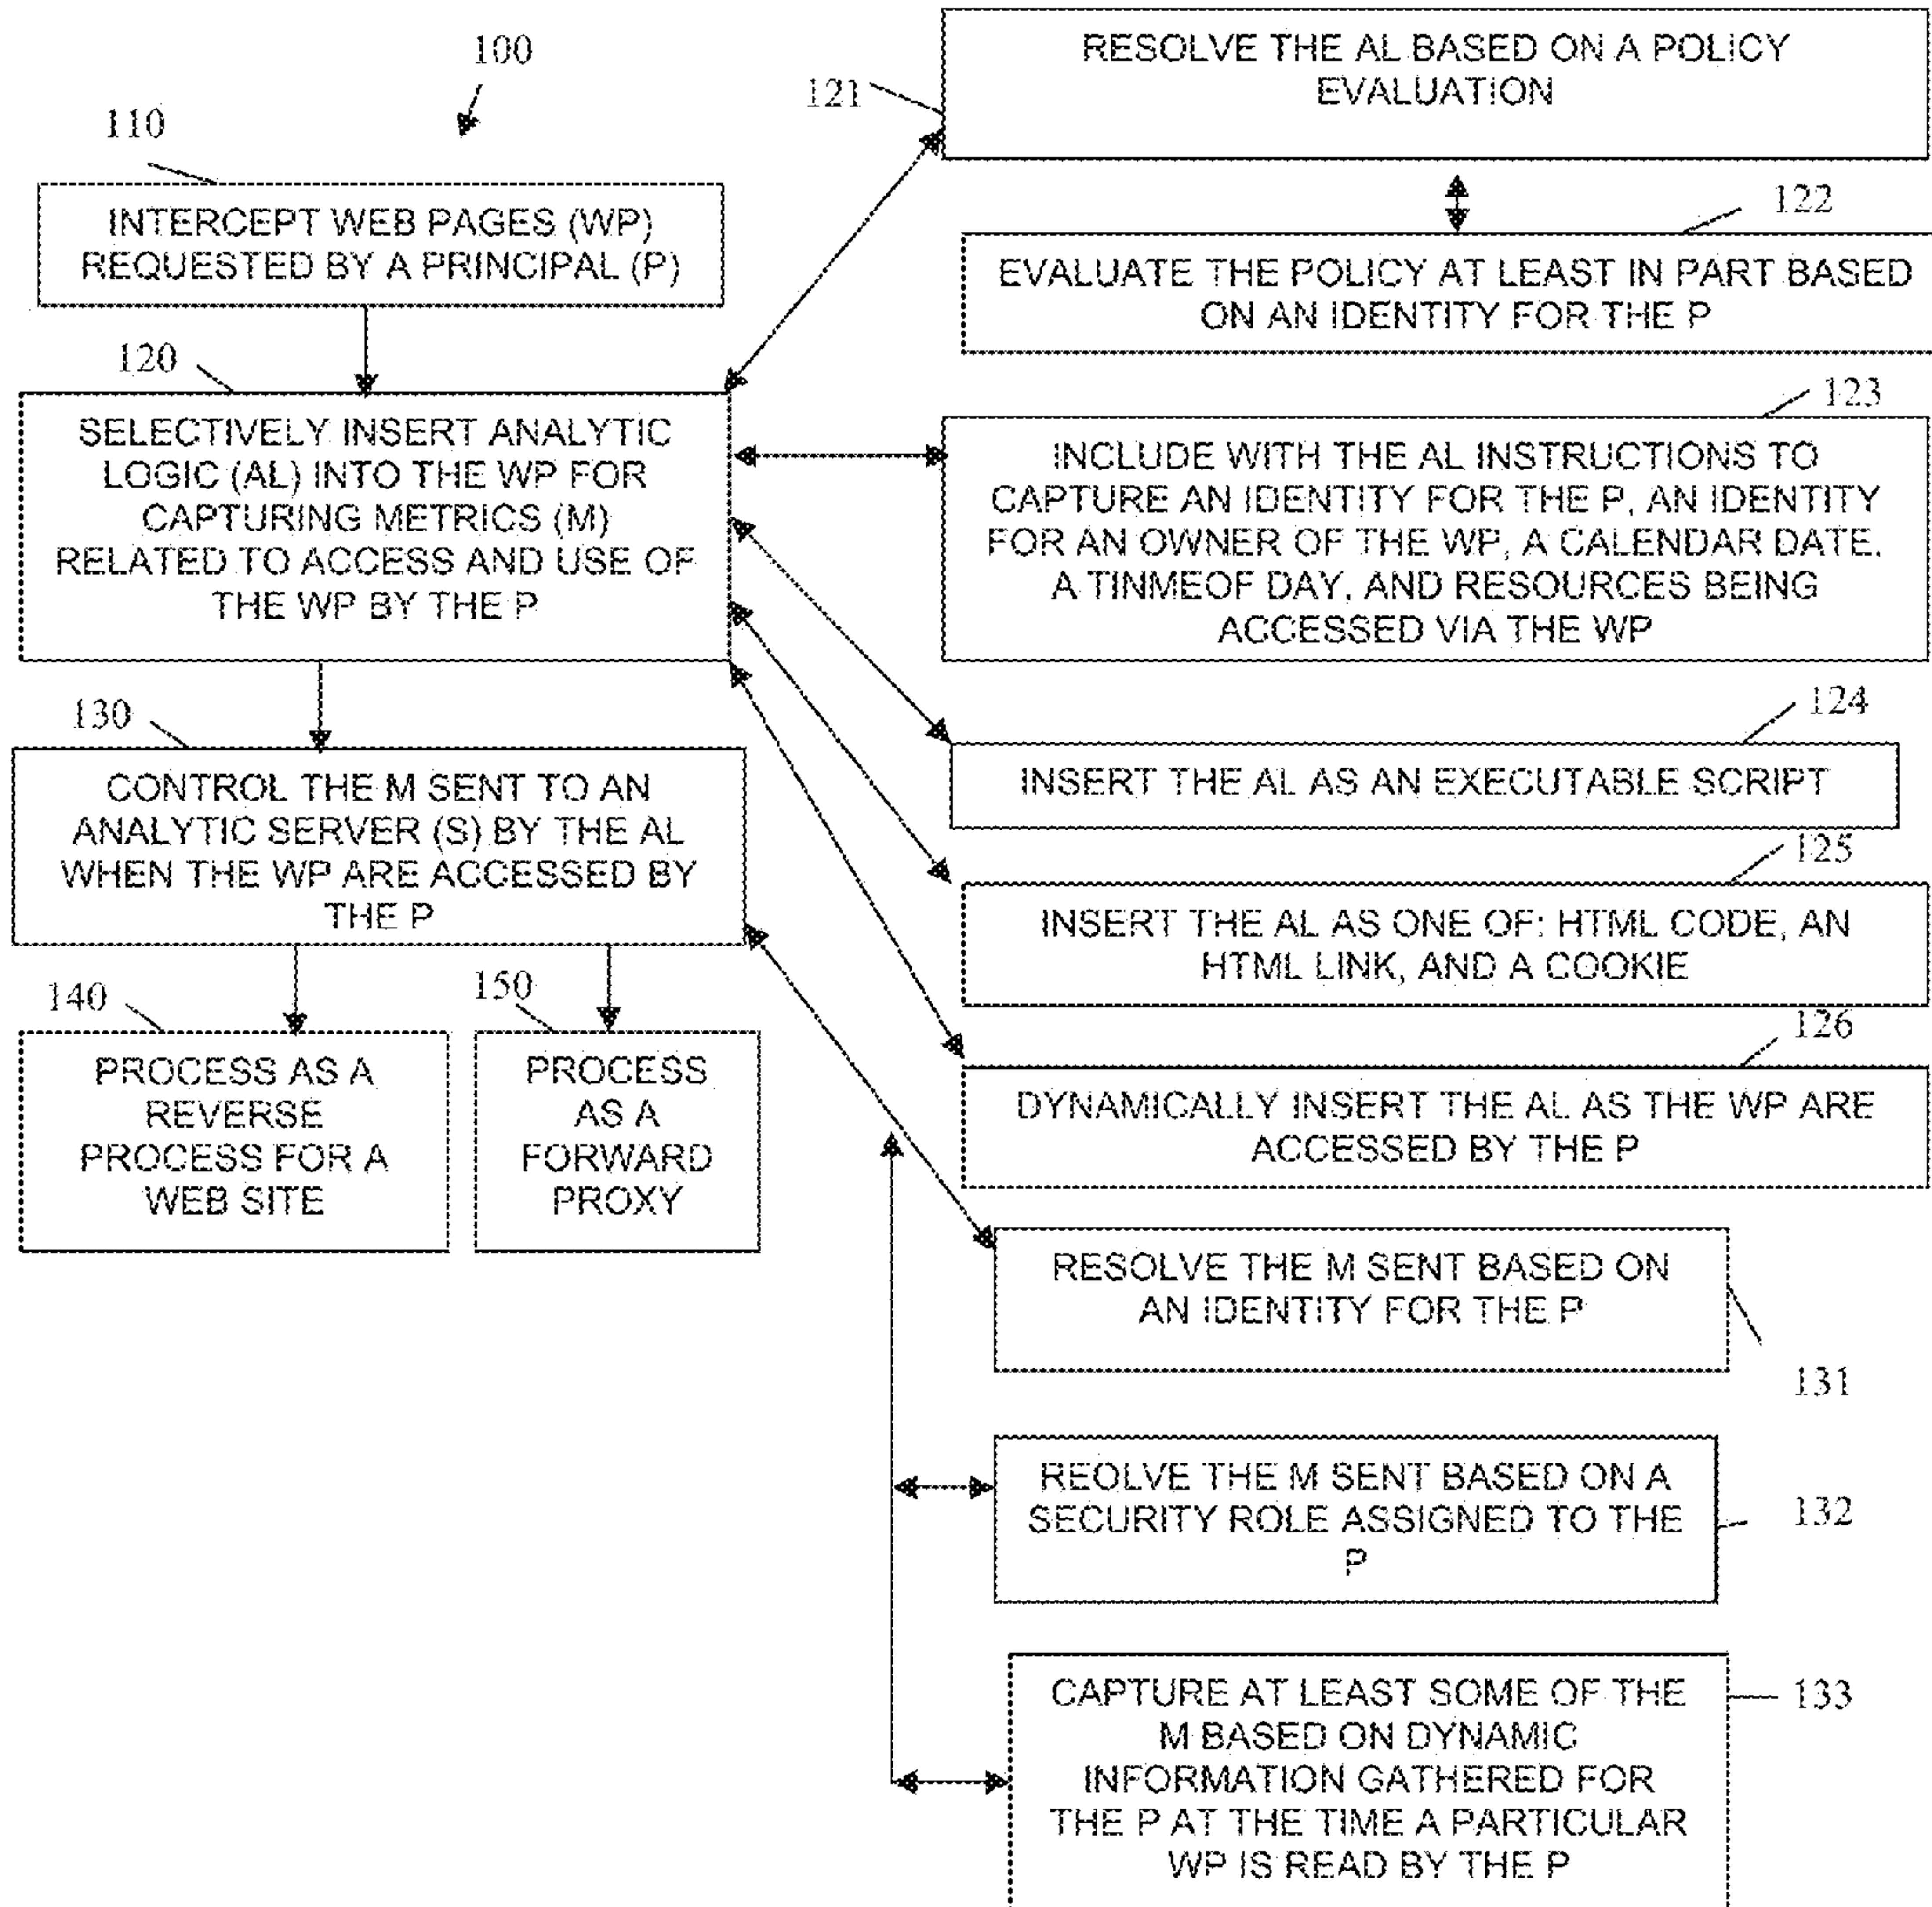 100
110
INTERCEPT WEB PAGES (WP)
REQUESTED BY A PRINCIPAL (P)
120
SELECTIVELY INSERT ANALYTIC
LOGIC (AL) INTO THE WP FOR
CAPTURING METRICS (M)
RELATED TO ACCESS AND USE OF
THE WP BY THE P
130
CONTROL THE M SENT TO AN
ANALYTIC SERVER (S) BY THE AL
WHEN THE WP ARE ACCESSED BY
THE P
140
PROCESS AS A
REVERSE
PROCESS FOR A
WEB SITE
150
PROCESS
AS A
FORWARD
PROXY
121
RESOLVE THE AL BASED ON A POLICY
EVALUATION
122
EVALUATE THE POLICY AT LEAST IN PART BASED
ON AN IDENTITY FOR THE P
123
INCLUDE WITH THE AL INSTRUCTIONS TO
CAPTURE AN IDENTITY FOR THE P, AN IDENTITY
FOR AN OWNER OF THE WP, A CALENDAR DATE,
A TINMEOF DAY, AND RESOURCES BEING
ACCESSED VIA THE WP
124
INSERT THE AL AS AN EXECUTABLE SCRIPT
125
INSERT THE AL AS ONE OF: HTML CODE, AN
HTML LINK, AND A COOKIE
126
DYNAMICALLY INSERT THE AL AS THE WP ARE
ACCESSED BY THE P
RESOLVE THE M SENT BASED ON
AN IDENTITY FOR THE P
131
REOLVE THE M SENT BASED ON A
SECURITY ROLE ASSIGNED TO THE
P
132
CAPTURE AT LEAST SOME OF THE
M BASED ON DYNAMIC
INFORMATION GATHERED FOR
THE P AT THE TIME A PARTICULAR
WP IS READ BY THE P
133